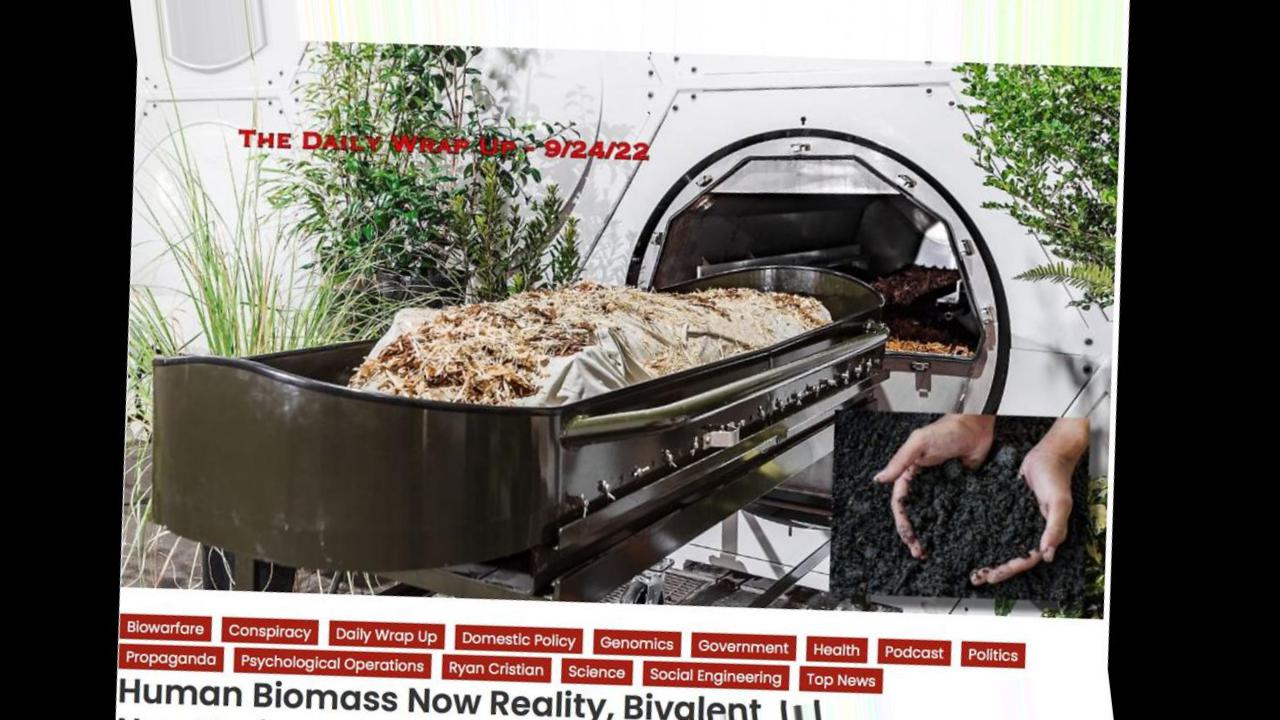 THE DAILY WRAP UP - 9/24/22
Biowarfare Conspiracy Daily Wrap Up Domestic Policy Genomics Government Health Podcast Politics
Propaganda Psychological Operations Ryan Cristian Science Social Engineering Top News
Human Biomass Now Reality, Bivalent